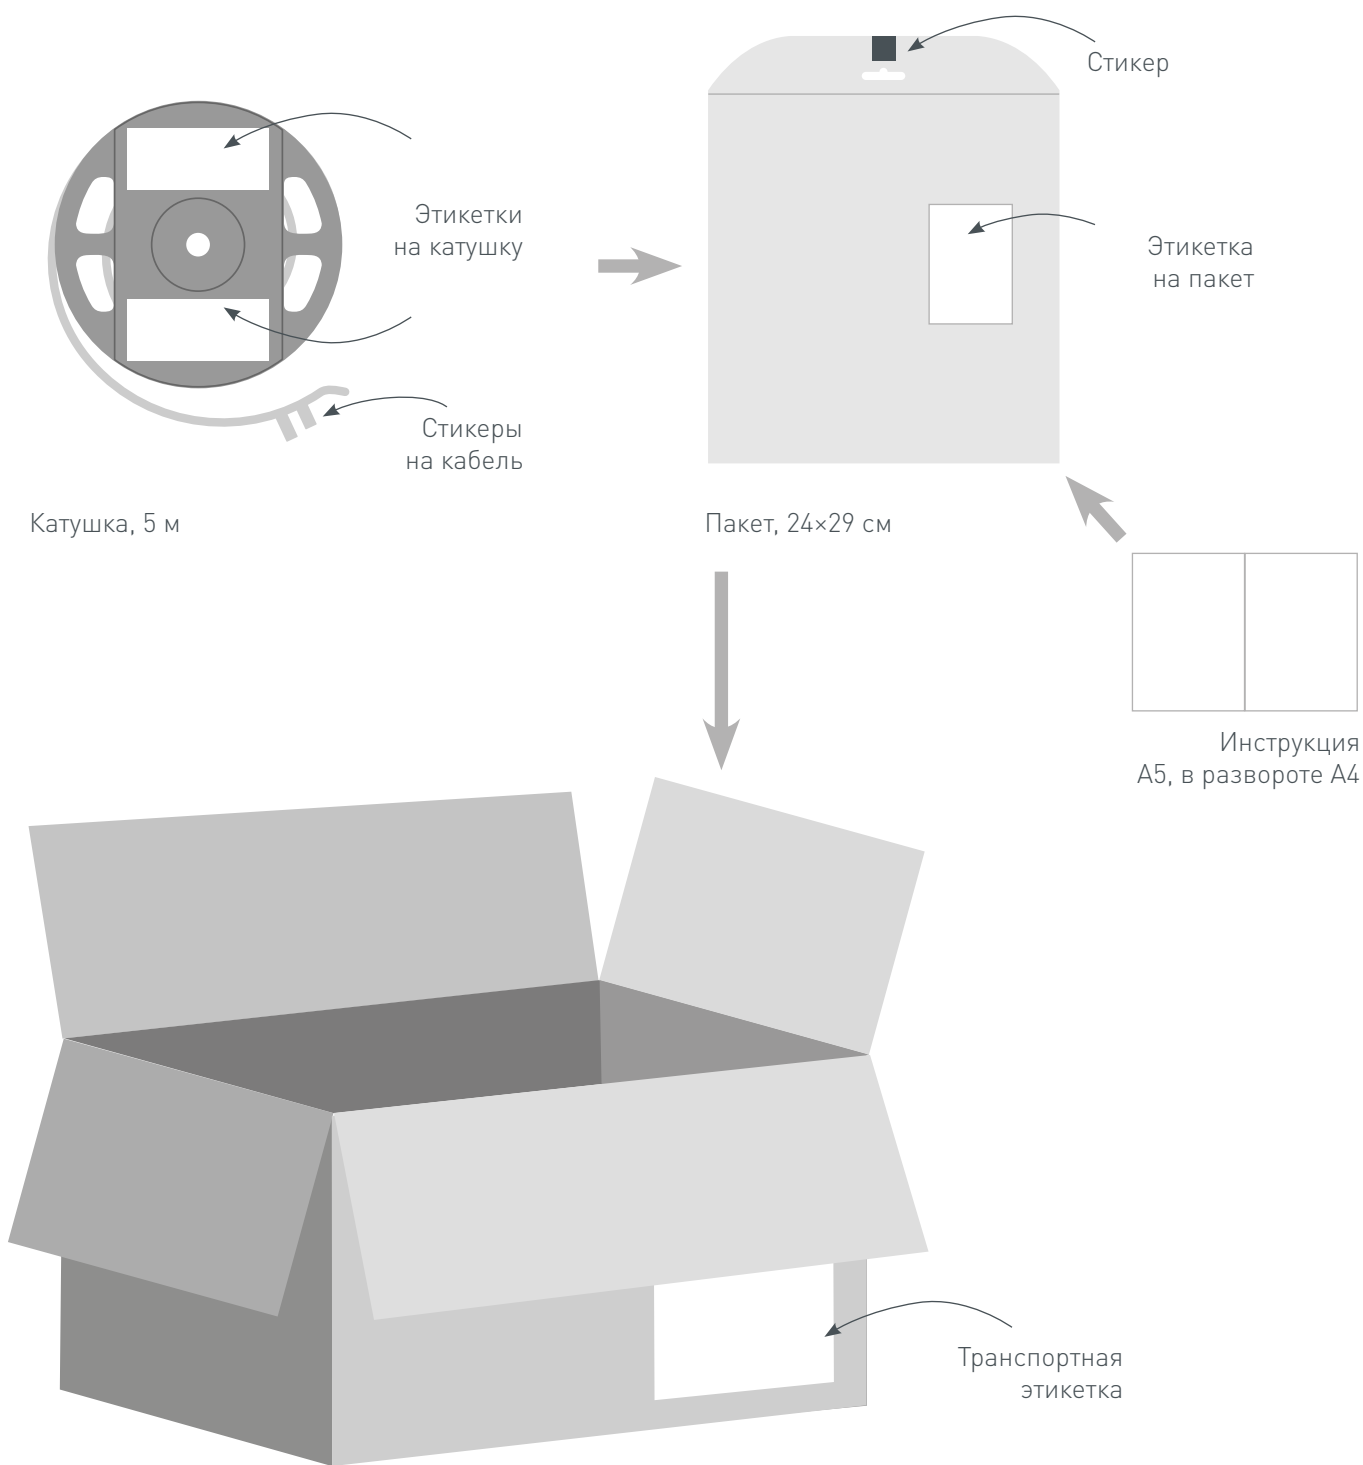 Стикер
Этикетки
на катушку
Этикетка
на пакет
Стикеры
на кабель
Катушка, 5 м
Пакет, 24×29 см
Инструкция
А5, в развороте А4
Транспортная
этикетка